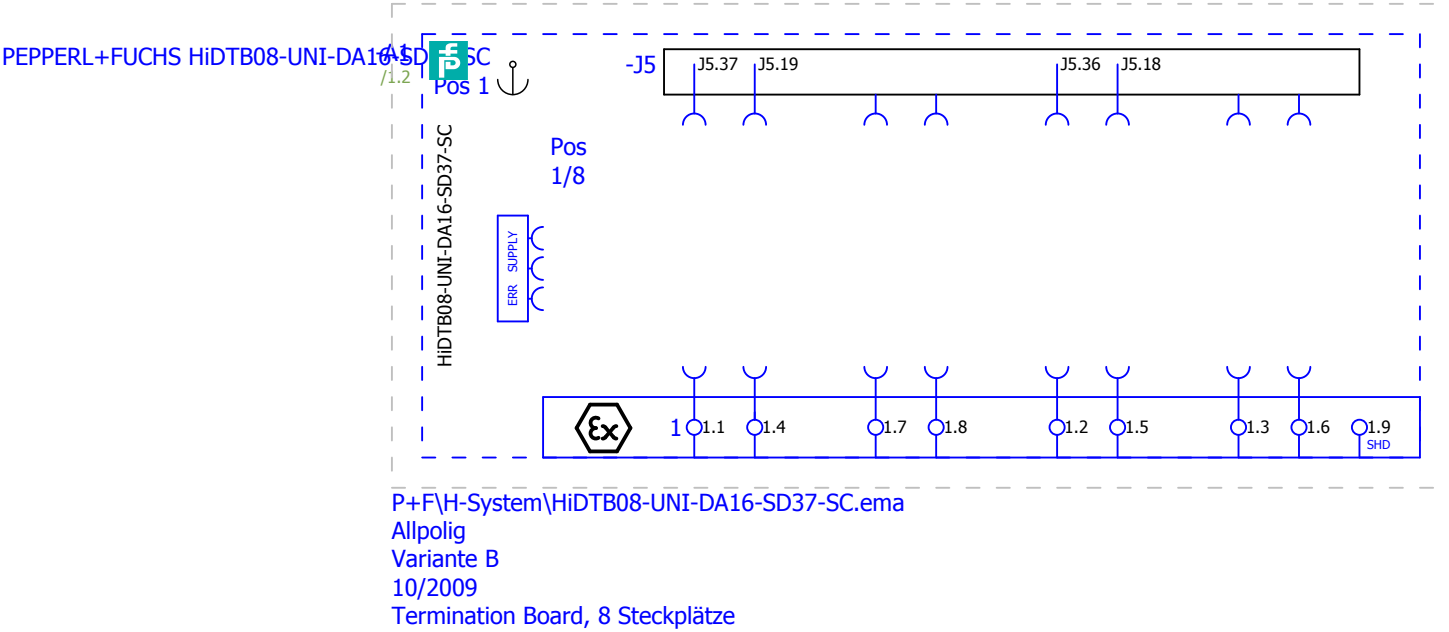 PEPPERL+FUCHS HiDTB08-UNI-DA16-SD37-SC
-A1
/1.2
Pos 1
-J5
J5.37
J5.19
J5.36
J5.18
Pos
1/8
HiDTB08-UNI-DA16-SD37-SC
ERR SUPPLY
Ex
1
1.1
1.4
1.7
1.8
1.2
1.5
1.3
1.6
1.9
SHD
P+F\H-System\HiDTB08-UNI-DA16-SD37-SC.ema
Allpolig
Variante B
10/2009
Termination Board, 8 Steckplätze